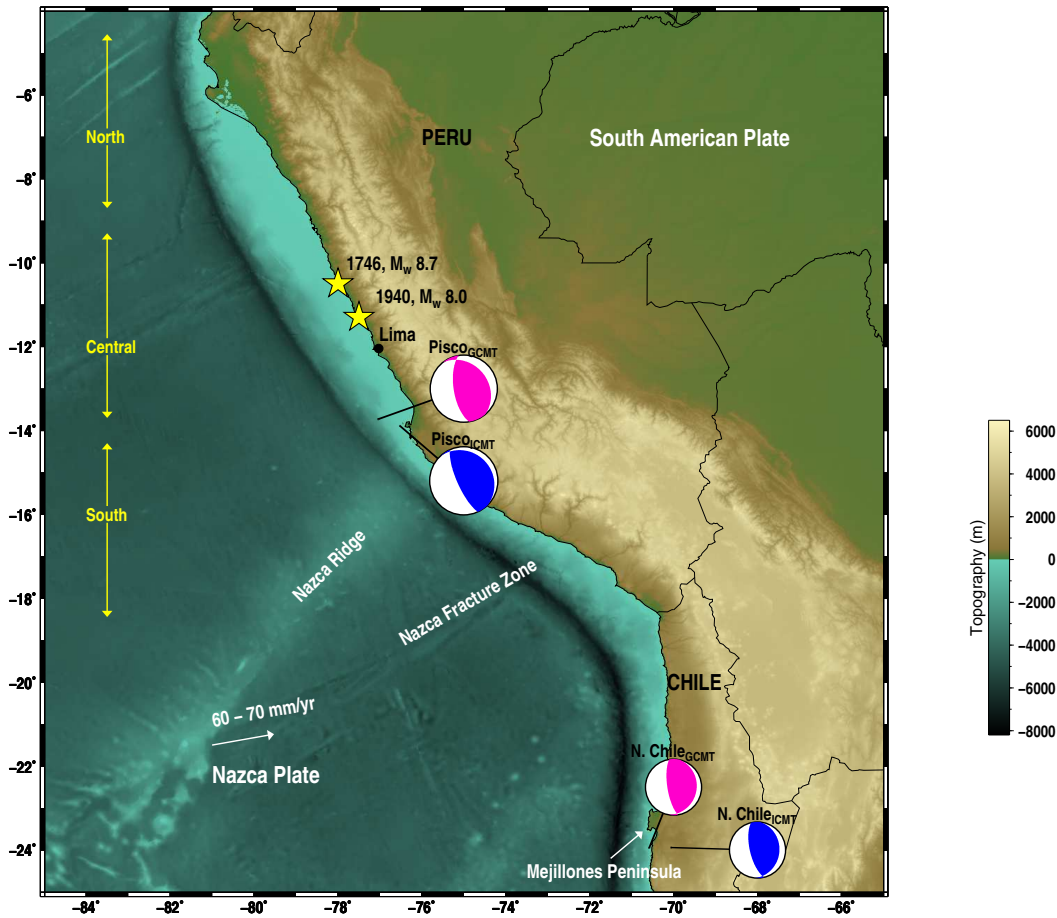 North
Central
South
PERU
South American Plate
1746, Mw 8.7
1940, Mw 8.0
Lima
PiscoGCMT
PiscoICMT
Nazca Ridge
Nazca Fracture Zone
60 – 70 mm/yr
Nazca Plate
CHILE
N. ChileGCMT
N. ChileICMT
Mejillones Peninsula
−6°
−8°
−10°
−12°
−14°
−16°
−18°
−20°
−22°
−24°
−84° −82° −80° −78° −76° −74° −72° −70° −68° −66°
Topography (m)
6000
4000
2000
0
−2000
−4000
−6000
−8000